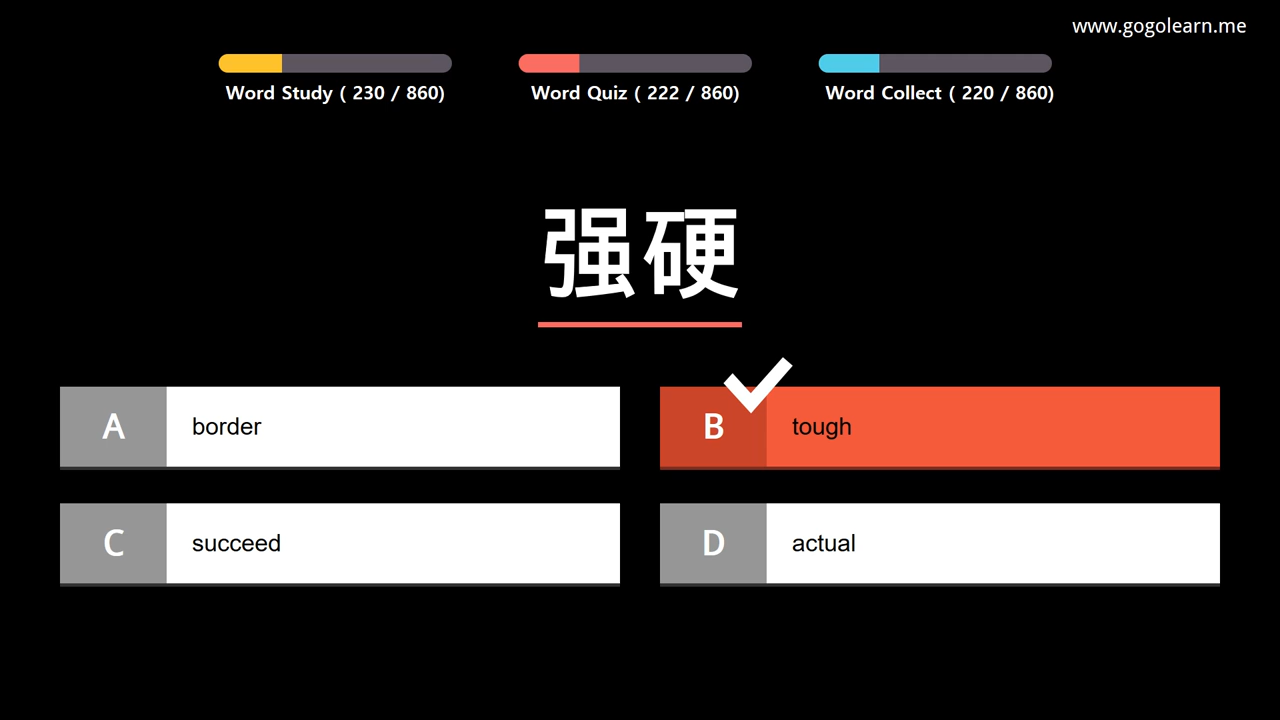 www.gogolearn.me
Word Study ( 230 / 860)
Word Quiz ( 222 / 860)
Word Collect ( 220 / 860)
强硬
A border
B tough
C succeed
D actual